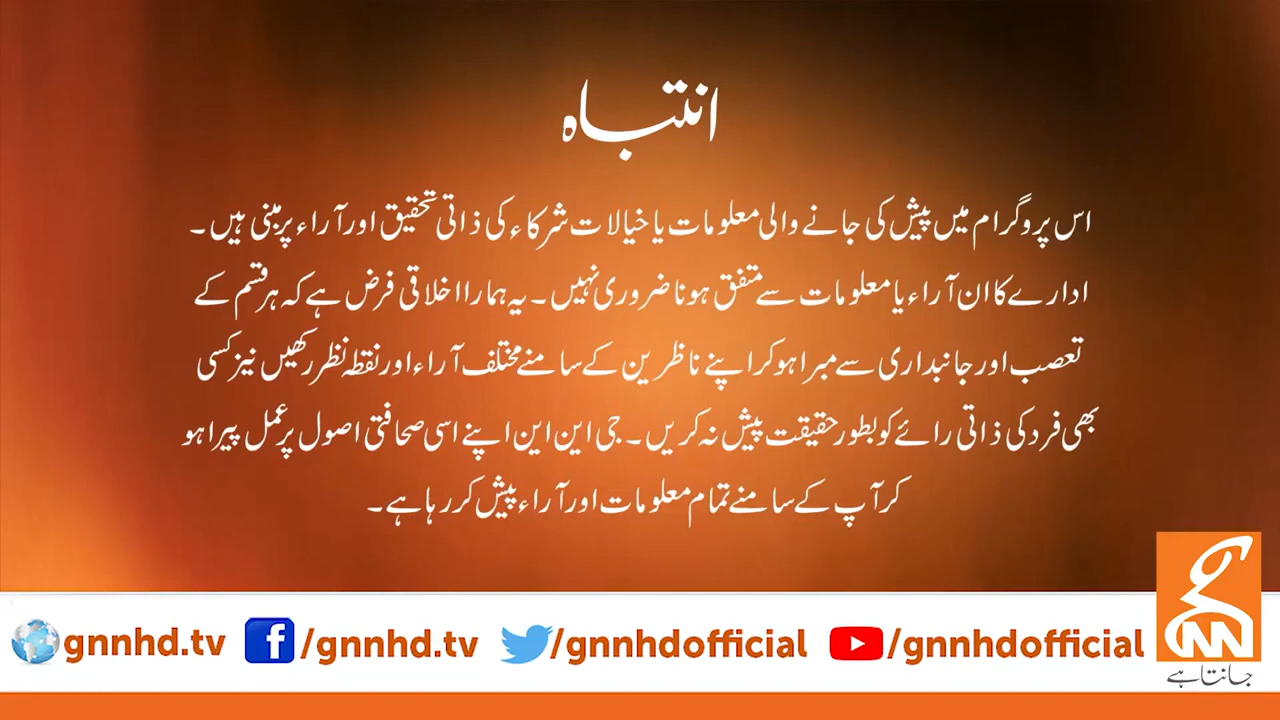 انتباہ
اس پروگرام میں پیش کی جانے والی معلومات یا خیالات شرکاء کی ذاتی تحقیق اور آراء پر مبنی ہیں۔
ادارے کا ان آراء یا معلومات سے متفق ہونا ضروری نہیں۔ یہ ہمارا اخلاقی فرض ہے کہ ہر قسم کے
تعصب اور جانبداری سے مبرا ہو کر اپنے ناظرین کے سامنے مختلف آراء اور نقطہ نظر رکھیں نیز کسی
بھی فرد کی ذاتی رائے کو بطور حقیقت پیش نہ کریں۔ جی این این اپنے اسی صحافتی اصول پر عمل پیرا ہو
کر آپ کے سامنے تمام معلومات اور آراء پیش کر رہا ہے۔
gnnhd.tv /gnnhd.tv /gnnhdofficial /gnnhdofficial
GNN
جانتا ہے